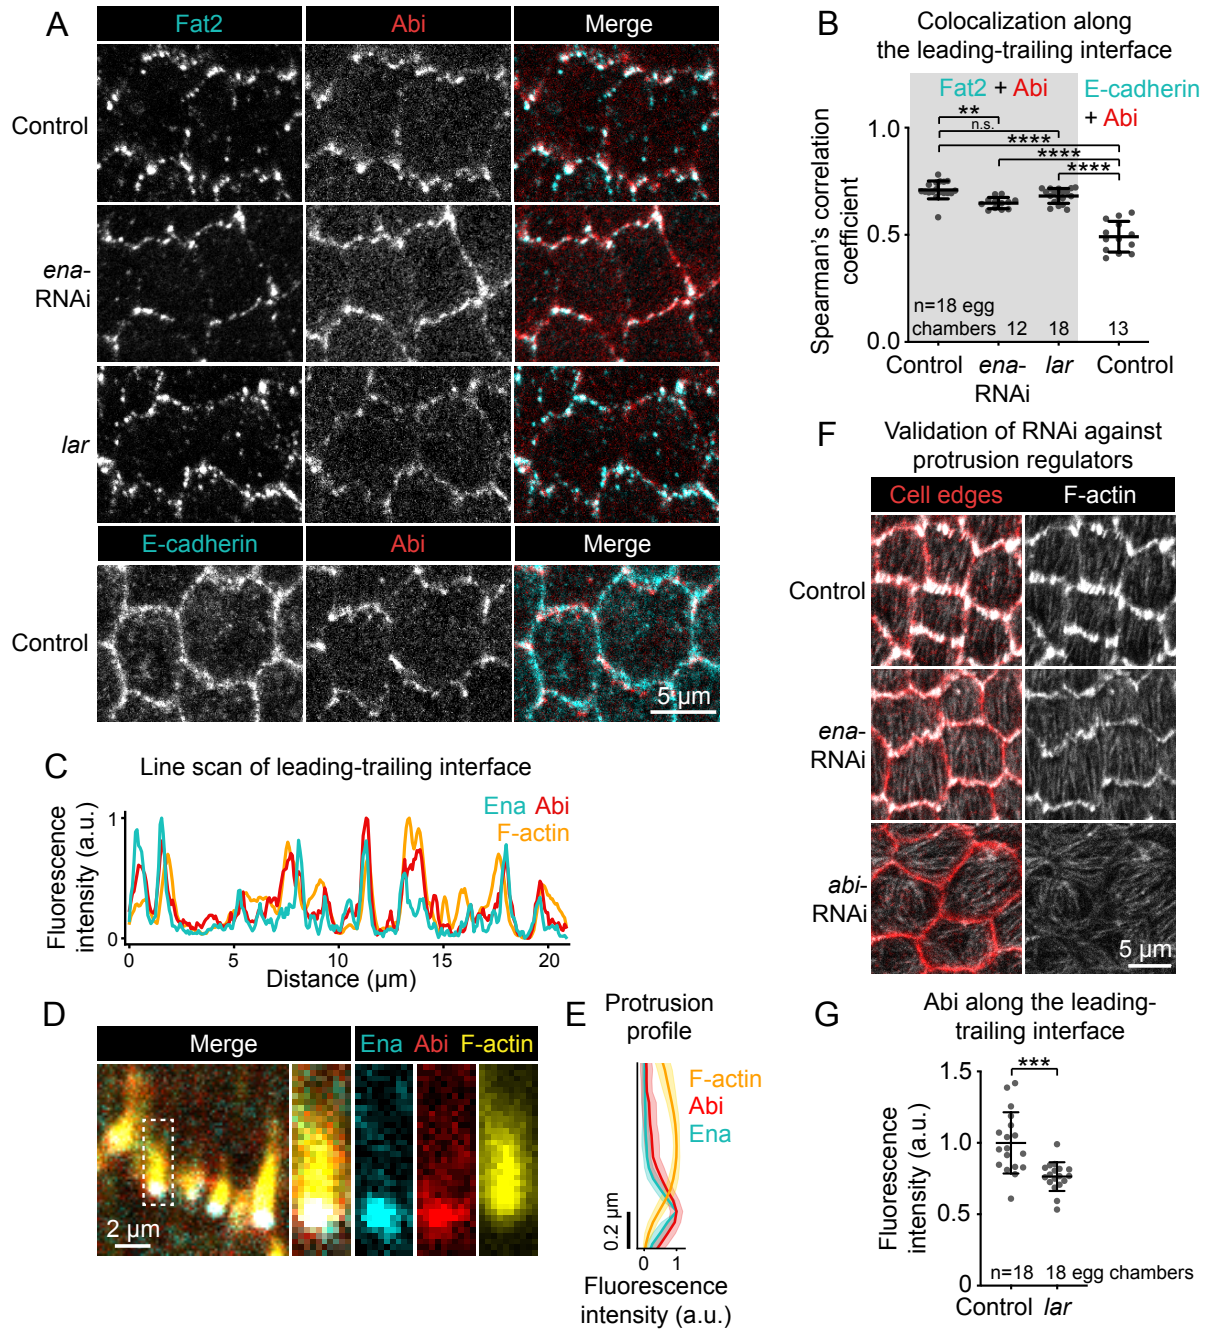 A
Fat2 Abi Merge
Control
ena-
RNAi
lar
E-cadherin Abi Merge
Control
5 µm
B
Colocalization along
the leading-trailing interface
Fat2 + Abi
E-cadherin
+ Abi
**
n.s.
****
****
****
Spearman's correlation
coefficient
1.0
0.5
0.0
n=18 egg
chambers 12 18 13
Control ena- lar Control
RNAi
C
Line scan of leading-trailing interface
Ena Abi
F-actin
Fluorescence
intensity (a.u.)
1
0
0 5 10 15 20
Distance (µm)
D
Merge Ena Abi F-actin
2 µm
E
Protrusion
profile
F-actin
Abi
Ena
0.2 µm
0 1
Fluorescence
intensity (a.u.)
F
Validation of RNAi against
protrusion regulators
Cell edges F-actin
Control
ena-
RNAi
abi-
RNAi
5 µm
G
Abi along the leading-
trailing interface
***
Fluorescence
intensity (a.u.)
1.5
1.0
0.5
0
n=18 18 egg chambers
Control lar